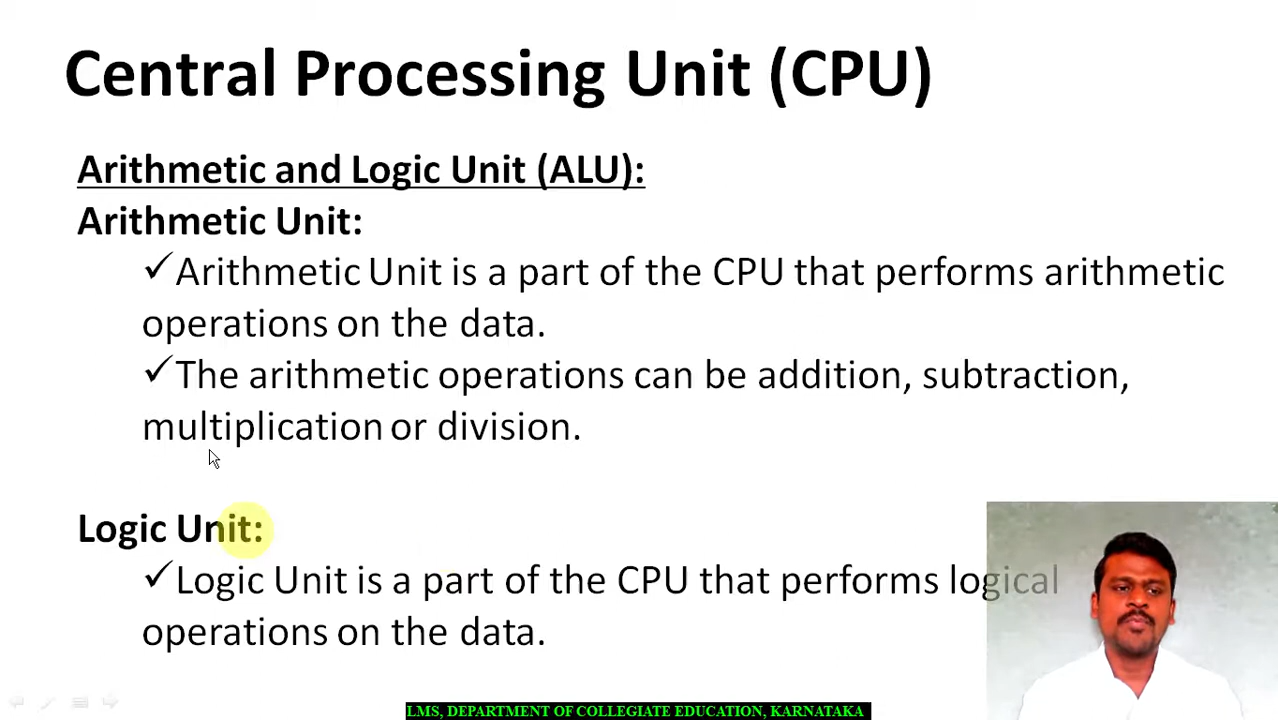 Central Processing Unit (CPU)
Arithmetic and Logic Unit (ALU):
Arithmetic Unit:
✓Arithmetic Unit is a part of the CPU that performs arithmetic
operations on the data.
✓The arithmetic operations can be addition, subtraction,
multiplication or division.
Logic Unit:
✓Logic Unit is a part of the CPU that performs logical
operations on the data.
LMS, DEPARTMENT OF COLLEGIATE EDUCATION, KARNATAKA